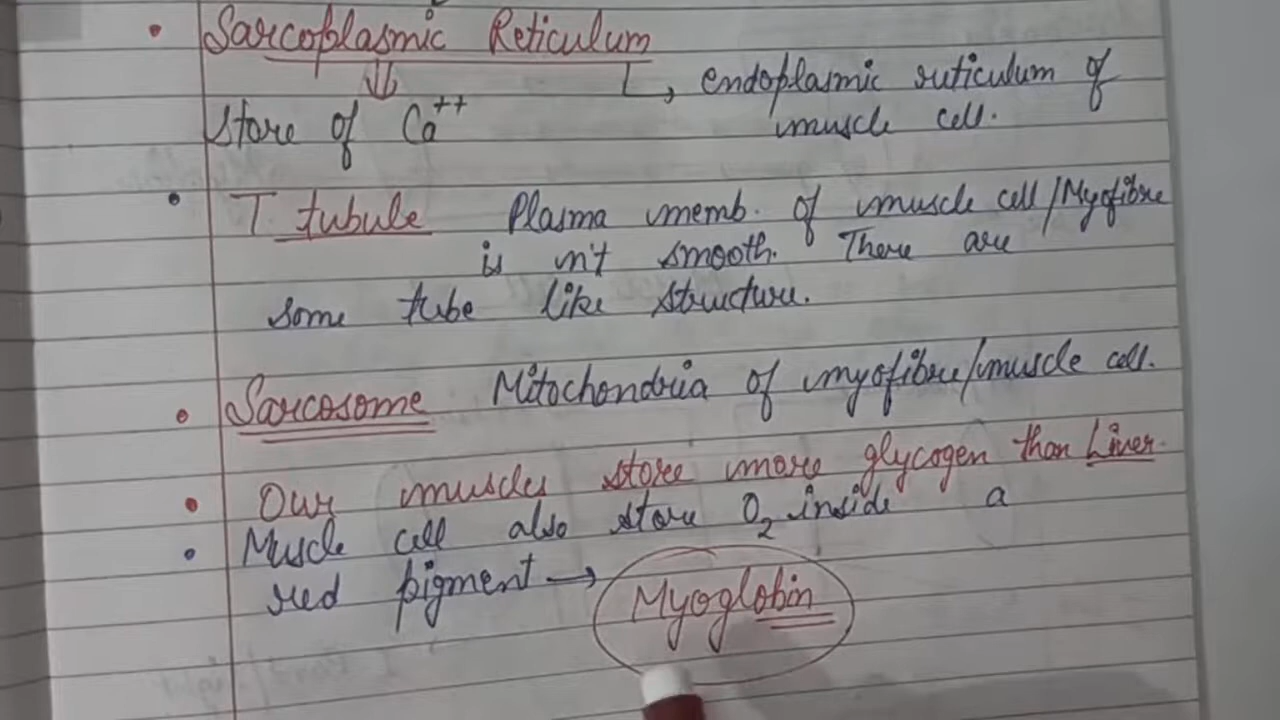 Sarcoplasmic Reticulum
endoplasmic reticulum of
store of Ca++
muscle cell.
T tubule Plasma memb. of muscle cell/Myofibre
is n't smooth. There are
some tube like structure.
Sarcosome Mitochondria of myofibre/muscle cell.
Our muscles store more glycogen than Liver.
Muscle cell also store O2 inside a
red pigment → Myoglobin